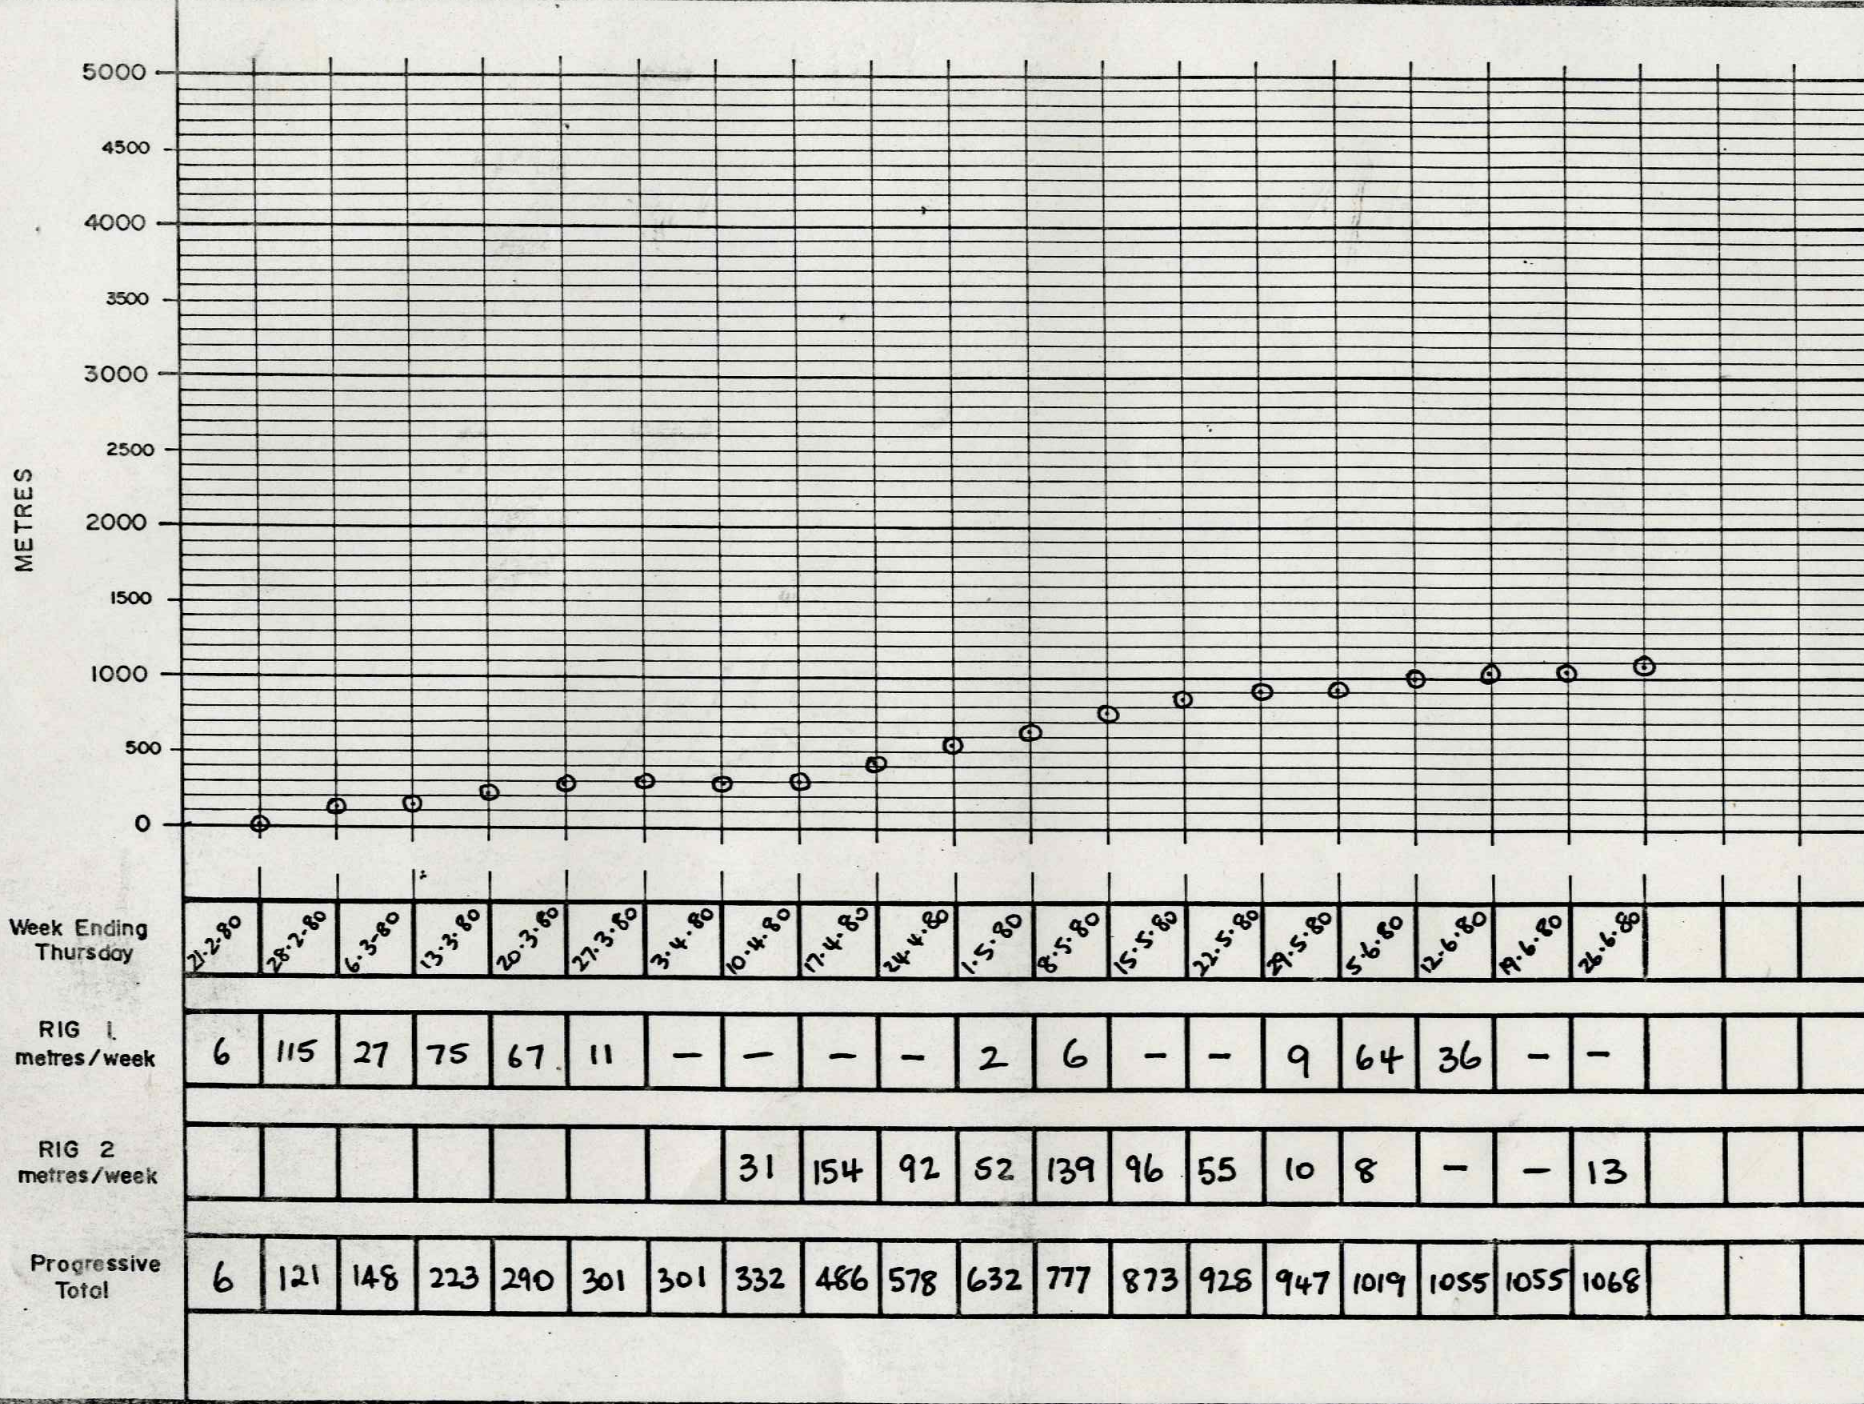 5000
4500
4000
3500
3000
2500
2000
1500
1000
500
0
METRES
Week Ending Thursday 21.2.80 28.2.80 6.3.80 13.3.80 20.3.80 27.3.80 3.4.80 10.4.80 17.4.80 24.4.80 1.5.80 8.5.80 15.5.80 22.5.80 29.5.80 5.6.80 12.6.80 19.6.80 26.6.80
RIG 1. metres/week 6 115 27 75 67 11 – – – – 2 6 – – 9 64 36 – –
RIG 2 metres/week 31 154 92 52 139 96 55 10 8 – – 13
Progressive Total 6 121 148 223 290 301 301 332 486 578 632 777 873 928 947 1019 1055 1055 1068